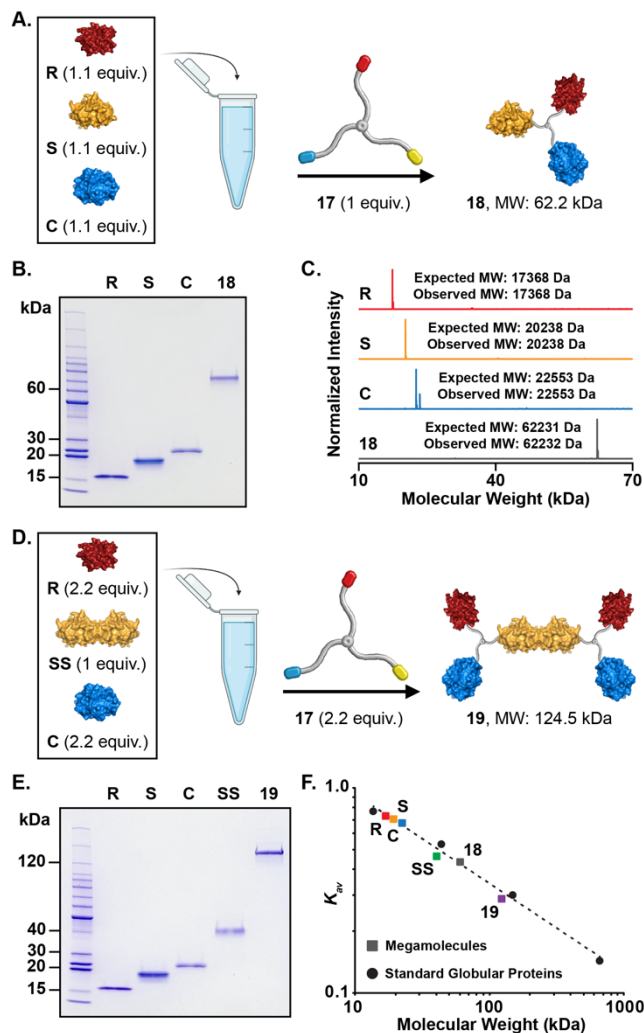 A.
R (1.1 equiv.)
S (1.1 equiv.)
C (1.1 equiv.)
17 (1 equiv.)
18, MW: 62.2 kDa
B.
R S C 18
kDa
60
30
20
15
C.
Normalized Intensity
R
Expected MW: 17368 Da
Observed MW: 17368 Da
S
Expected MW: 20238 Da
Observed MW: 20238 Da
C
Expected MW: 22553 Da
Observed MW: 22553 Da
18
Expected MW: 62231 Da
Observed MW: 62232 Da
10 40 70
Molecular Weight (kDa)
D.
R (2.2 equiv.)
SS (1 equiv.)
C (2.2 equiv.)
17 (2.2 equiv.)
19, MW: 124.5 kDa
E.
R S C SS 19
kDa
120
40
30
20
15
F.
1.0
Kav
0.1
S
R
C
SS
18
19
Megamolecules
Standard Globular Proteins
10 100 1000
Molecular Weight (kDa)